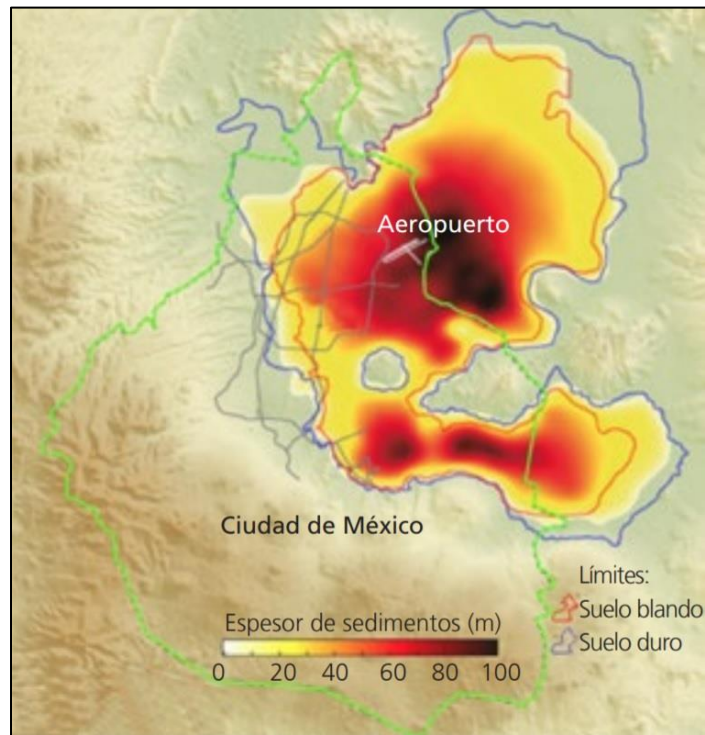 Aeropuerto
Ciudad de México
Límites:
Suelo blando
Suelo duro
Espesor de sedimentos (m)
0 20 40 60 80 100